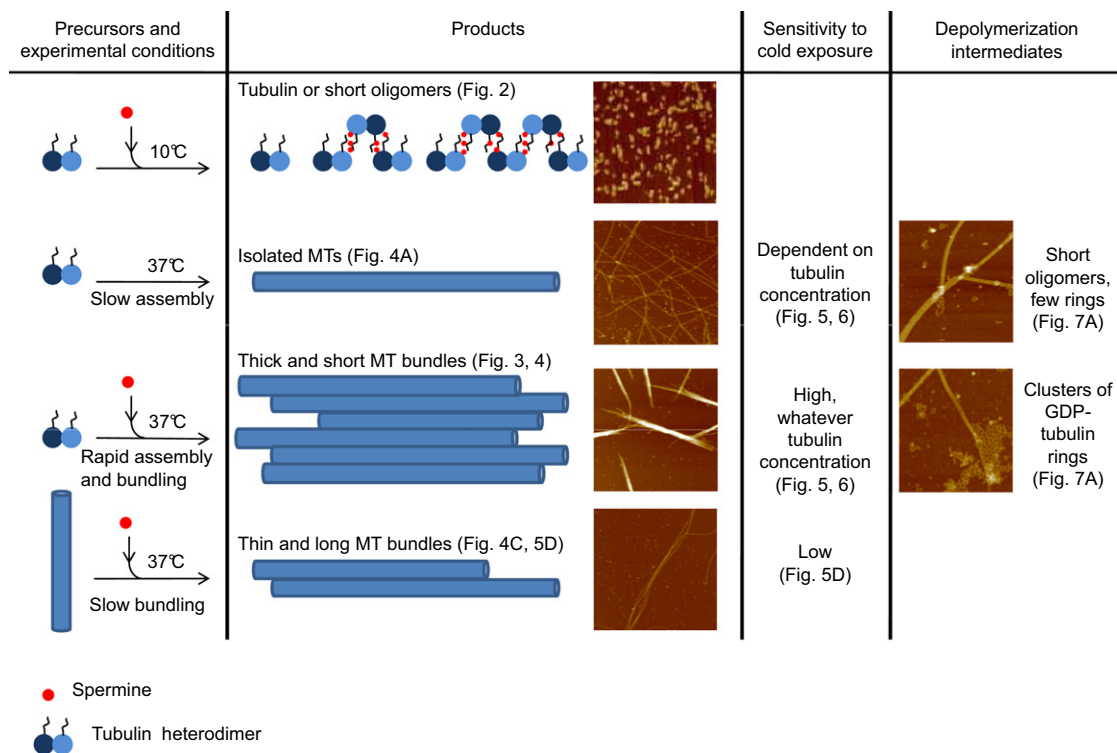 Precursors and
experimental conditions
Products
Sensitivity to
cold exposure
Depolymerization
intermediates
10°C
Tubulin or short oligomers (Fig. 2)
37°C
Slow assembly
Isolated MTs (Fig. 4A)
Dependent on
tubulin
concentration
(Fig. 5, 6)
Short
oligomers,
few rings
(Fig. 7A)
37°C
Rapid assembly
and bundling
Thick and short MT bundles (Fig. 3, 4)
High,
whatever
tubulin
concentration
(Fig. 5, 6)
Clusters of
GDP-
tubulin
rings
(Fig. 7A)
37°C
Slow bundling
Thin and long MT bundles (Fig. 4C, 5D)
Low
(Fig. 5D)
Spermine
Tubulin heterodimer